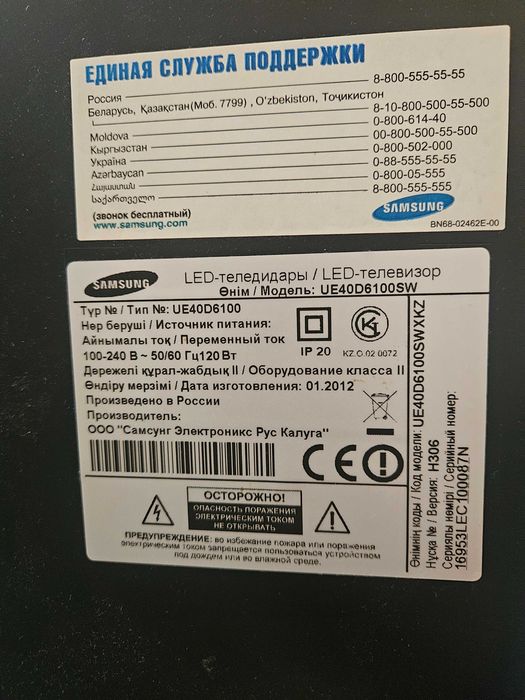 ЕДИНАЯ СЛУЖБА ПОДДЕРЖКИ
Россия 8-800-555-55-55
Беларусь, Қазақстан(Моб. 7799) , O'zbekiston, Тоҷикистон
8-10-800-500-55-500
Moldova 0-800-614-40
Кыргызстан 00-800-500-55-500
Україна 0-800-502-000
Azərbaycan 0-88-555-55-55
Հայաստան 0-800-05-555
საქართველო 8-800-555-555
(звонок бесплатный)
www.samsung.com
SAMSUNG
BN68-02462E-00
SAMSUNG
LED-теледидары / LED-телевизор
Өнім / Модель: UE40D6100SW
Түр № / Тип №: UE40D6100
Нәр беруші / Источник питания:
Айнымалы тоқ / Переменный ток
100-240 В ~ 50/60 Гц 120 Вт
IP 20
KZ.O.02 0072
Дәрежелі құрал-жабдық II / Оборудование класса II
Өндіру мерзімі / Дата изготовления: 01.2012
Произведено в России
Производитель:
ООО "Самсунг Электроникс Рус Калуга"
CE
ОСТОРОЖНО!
ОПАСНОСТЬ ПОРАЖЕНИЯ
ЭЛЕКТРИЧЕСКИМ ТОКОМ
НЕ ОТКРЫВАТЬ
ПРЕДУПРЕЖДЕНИЕ: во избежание пожара или поражения
электрическим током запрещается пользоваться устройством
под дождем или во влажной среде.
Өнімнің коды / Код модели: UE40D6100SWXKZ
Нұсқа № / Версия: H306
Сериялы немірі / Серийный номер:
16953LEC100087N